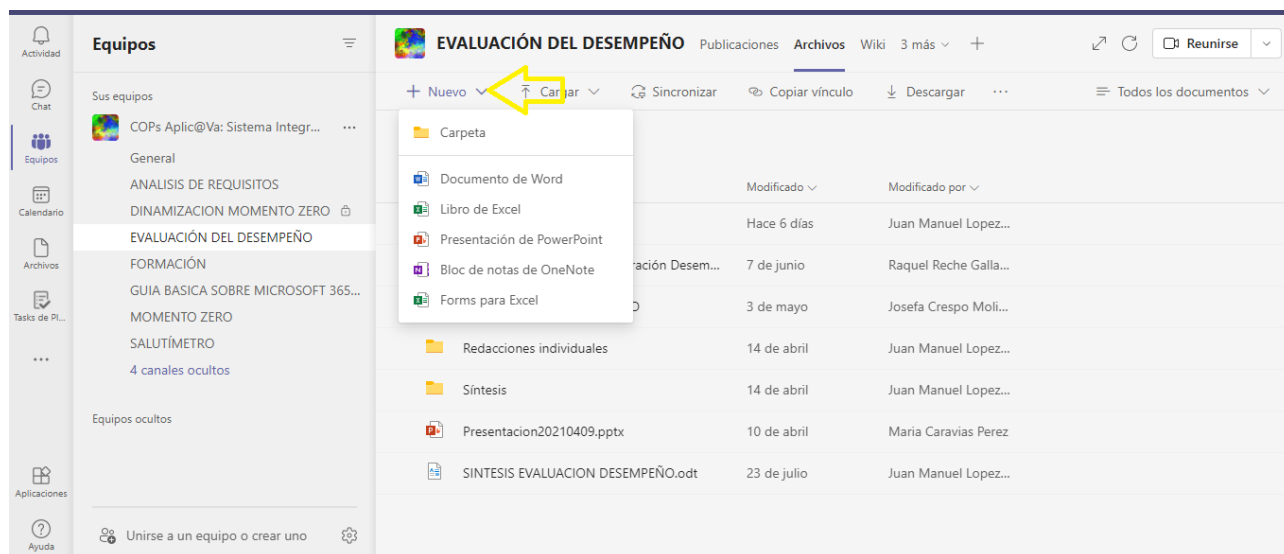 Actividad
Chat
Equipos
Calendario
Archivos
Tasks de Pl...
Aplicaciones
Ayuda
Equipos
Sus equipos
COPs Aplic@Va: Sistema Integr...
General
ANALISIS DE REQUISITOS
DINAMIZACION MOMENTO ZERO
EVALUACIÓN DEL DESEMPEÑO
FORMACIÓN
GUIA BASICA SOBRE MICROSOFT 365...
MOMENTO ZERO
SALUTÍMETRO
4 canales ocultos
Equipos ocultos
Unirse a un equipo o crear uno
EVALUACIÓN DEL DESEMPEÑO Publicaciones Archivos Wiki 3 más Reunirse
Nuevo Cargar Sincronizar Copiar vínculo Descargar ... Todos los documentos
Carpeta
Documento de Word
Libro de Excel
Presentación de PowerPoint
Bloc de notas de OneNote
Forms para Excel
Modificado Modificado por
Hace 6 días Juan Manuel Lopez...
ración Desem... 7 de junio Raquel Reche Galla...
3 de mayo Josefa Crespo Moli...
Redacciones individuales 14 de abril Juan Manuel Lopez...
Síntesis 14 de abril Juan Manuel Lopez...
Presentacion20210409.pptx 10 de abril Maria Caravias Perez
SINTESIS EVALUACION DESEMPEÑO.odt 23 de julio Juan Manuel Lopez...